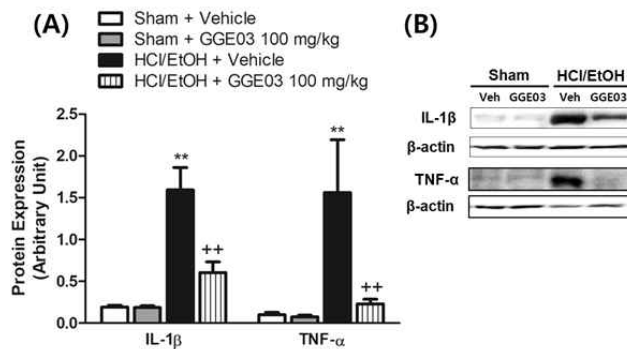 (A)
Sham + Vehicle
Sham + GGE03 100 mg/kg
HCl/EtOH + Vehicle
HCl/EtOH + GGE03 100 mg/kg
Protein Expression
(Arbitrary Unit)
2.5
2.0
1.5
1.0
0.5
0.0
**
++
**
++
IL-1β
TNF-α
(B)
Sham HCl/EtOH
Veh GGE03 Veh GGE03
IL-1β
β-actin
TNF-α
β-actin